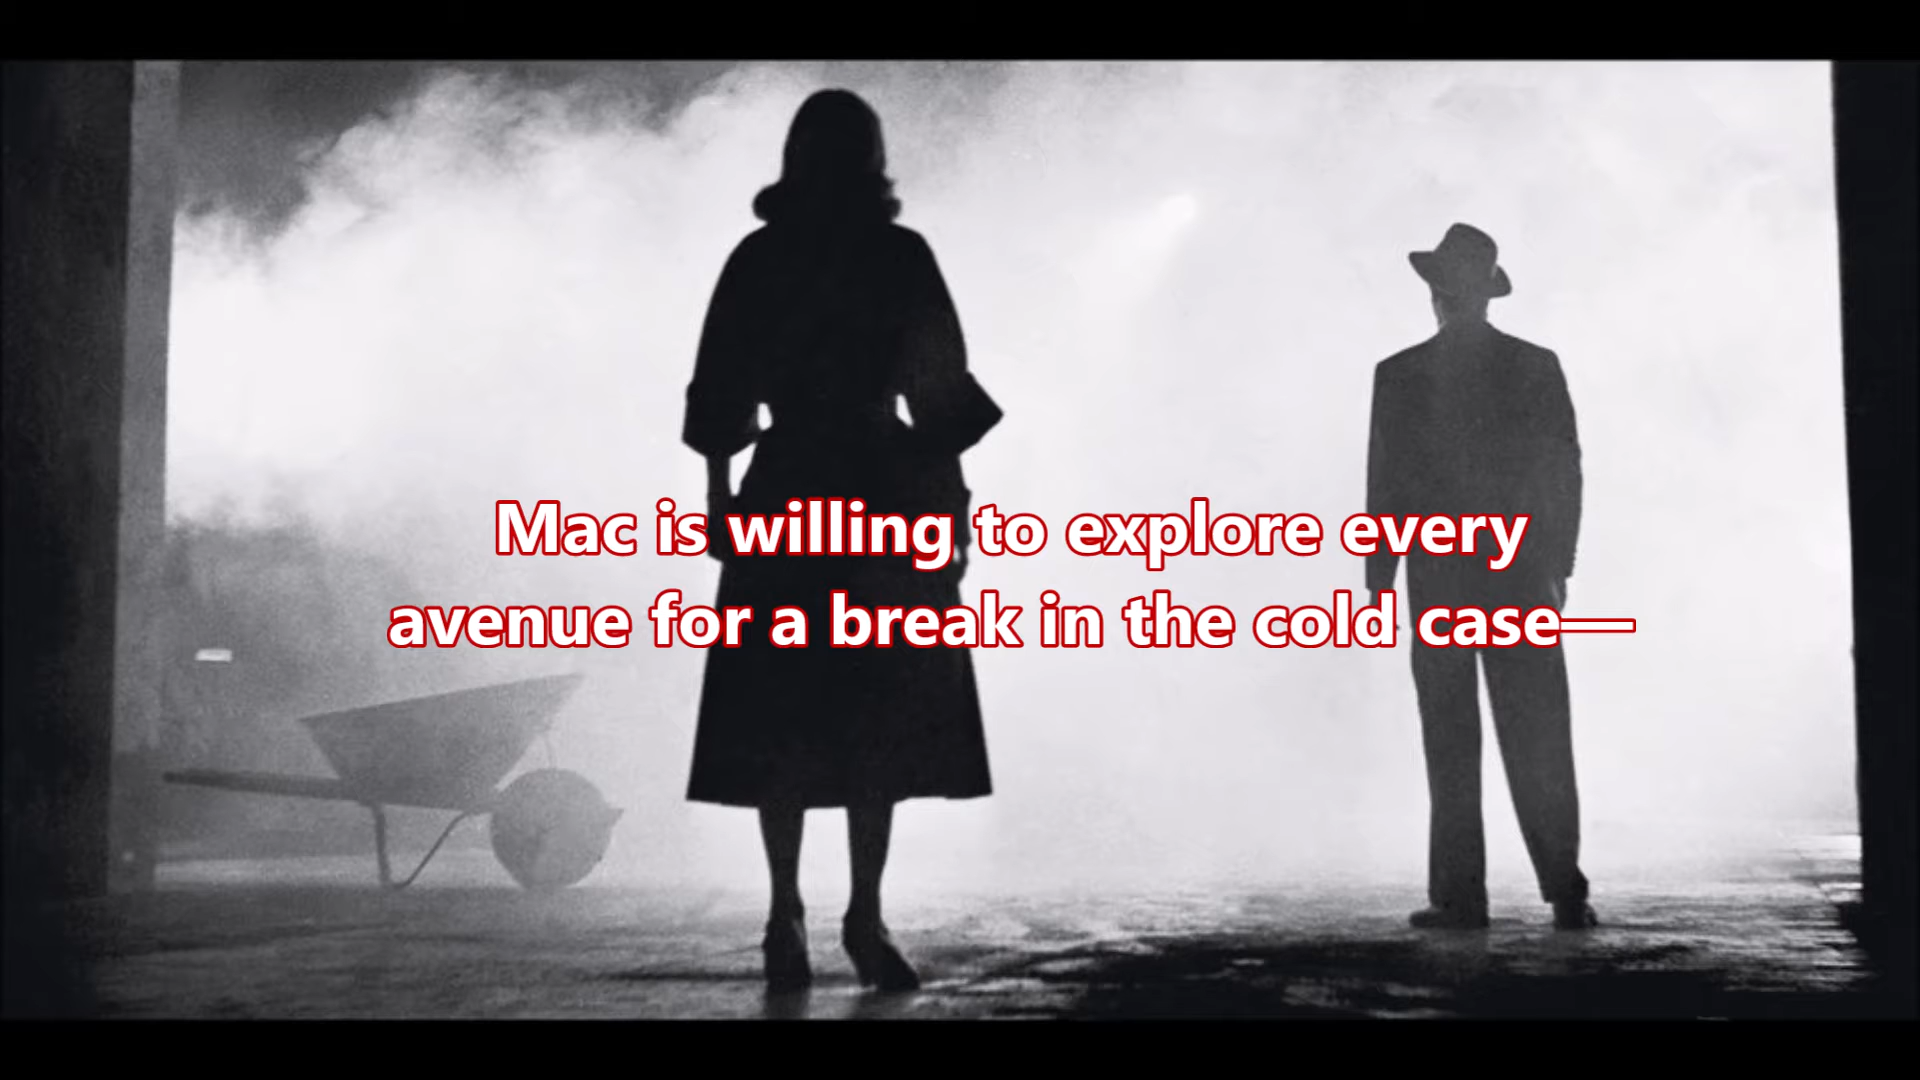 Mac is willing to explore every
avenue for a break in the cold case—